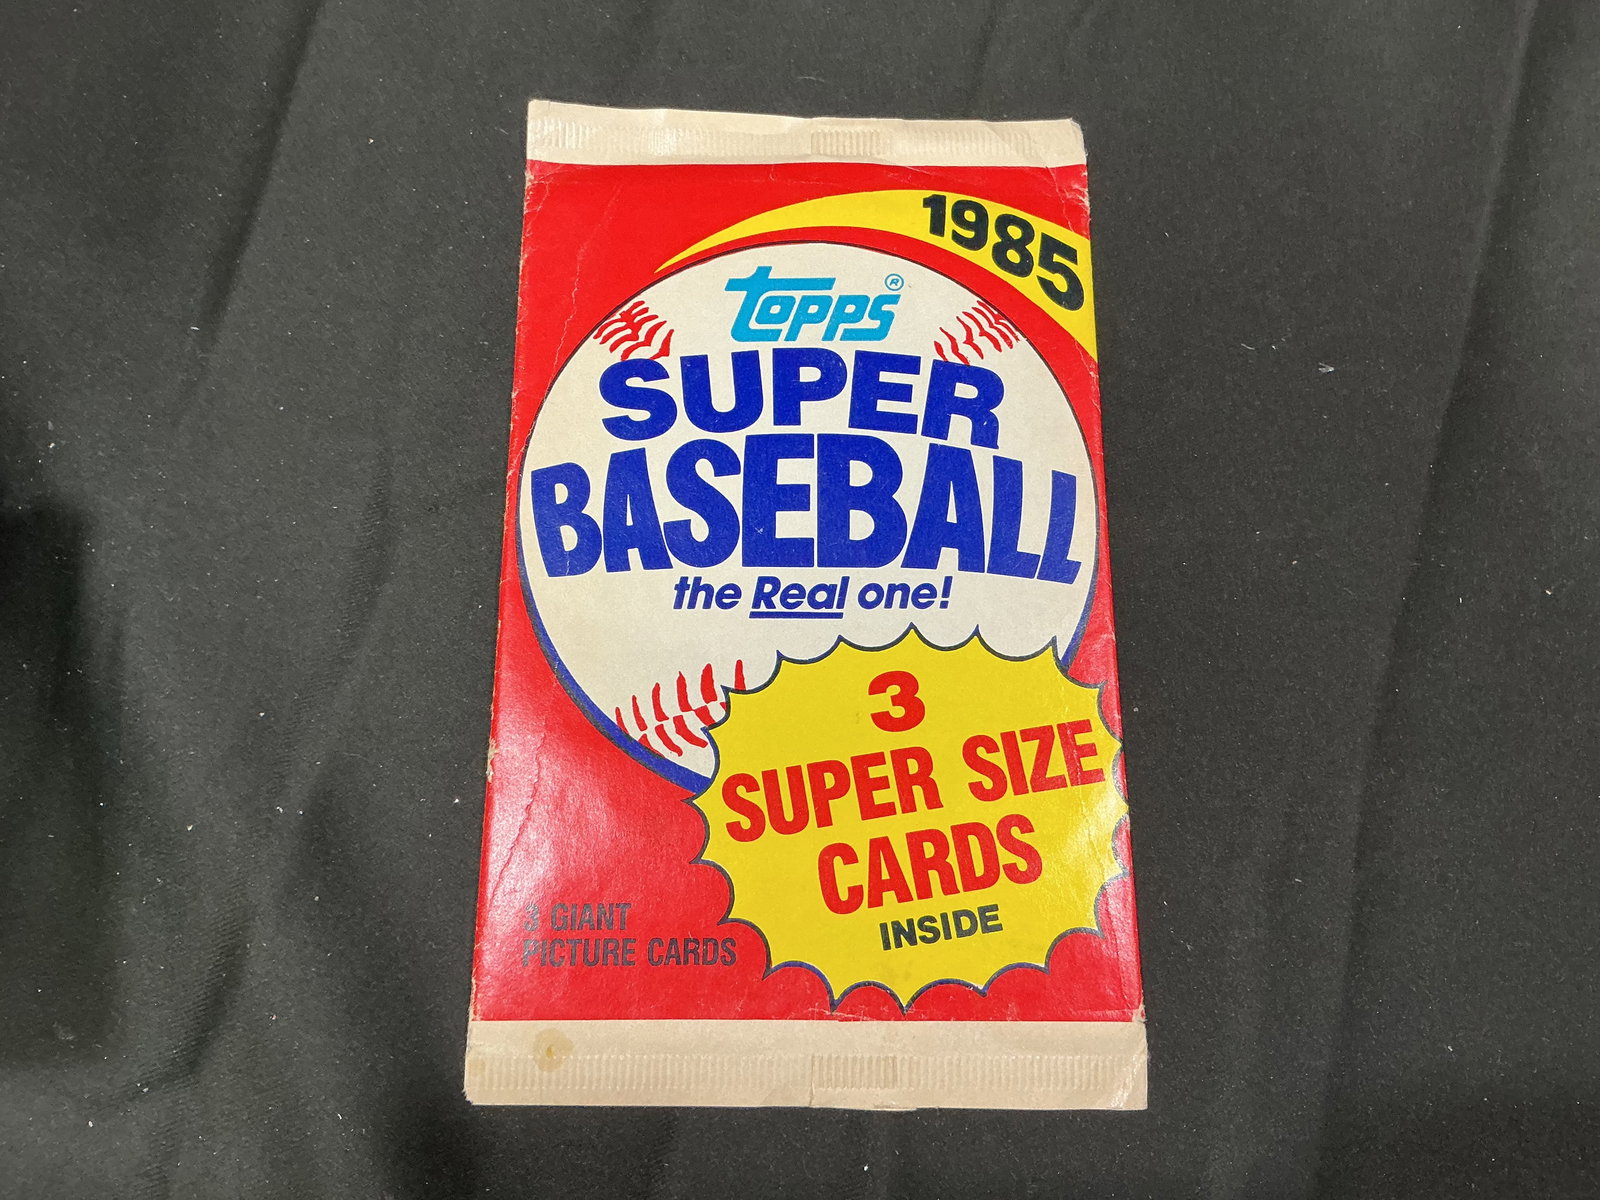 1985
TOPPS®
SUPER
BASEBALL
the Real one!
3
SUPER SIZE
CARDS
INSIDE
3 GIANT
PICTURE CARDS